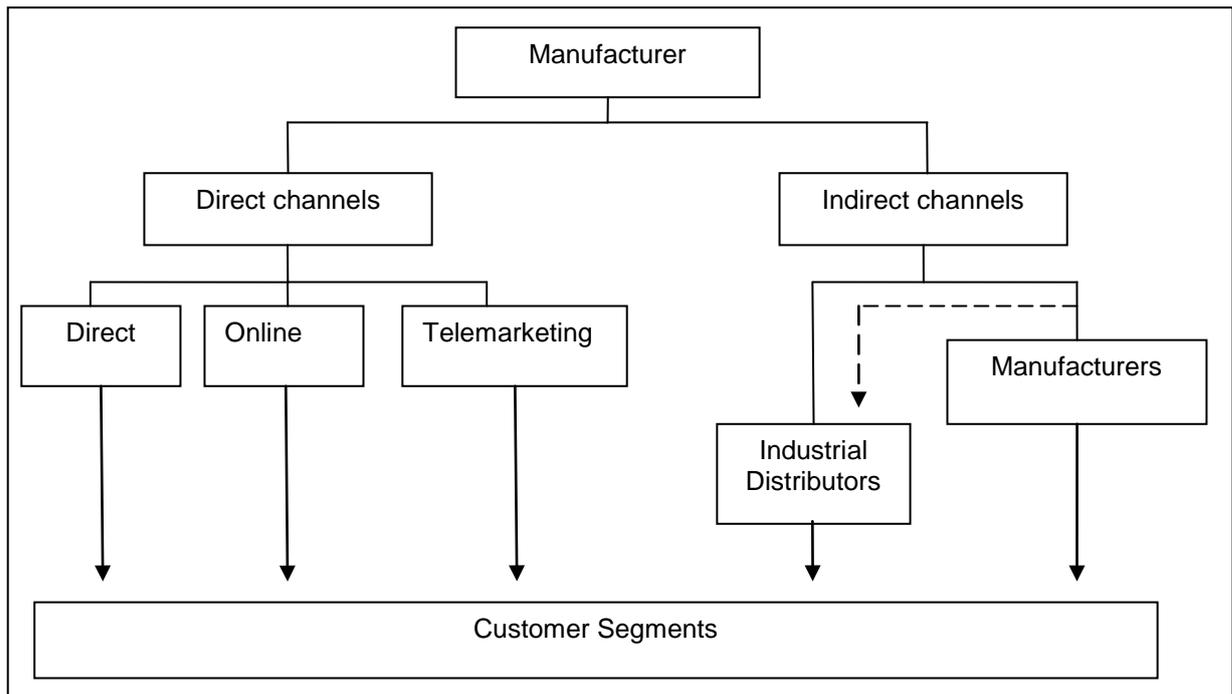 Manufacturer
Direct channels
Indirect channels
Direct
Online
Telemarketing
Manufacturers
Industrial
Distributors
Customer Segments